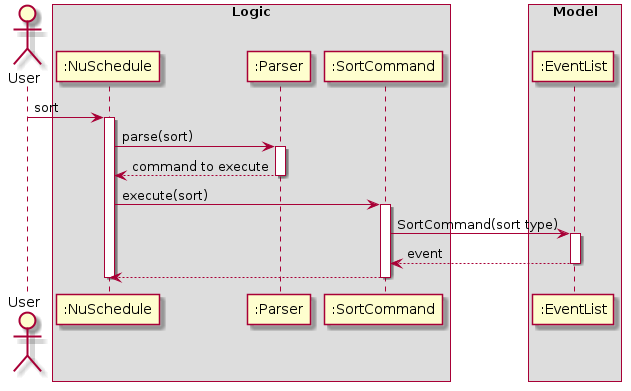 Logic
Model
User
:NuSchedule
:Parser
:SortCommand
:EventList
sort
parse(sort)
command to execute
execute(sort)
SortCommand(sort type)
event
User
:NuSchedule
:Parser
:SortCommand
:EventList